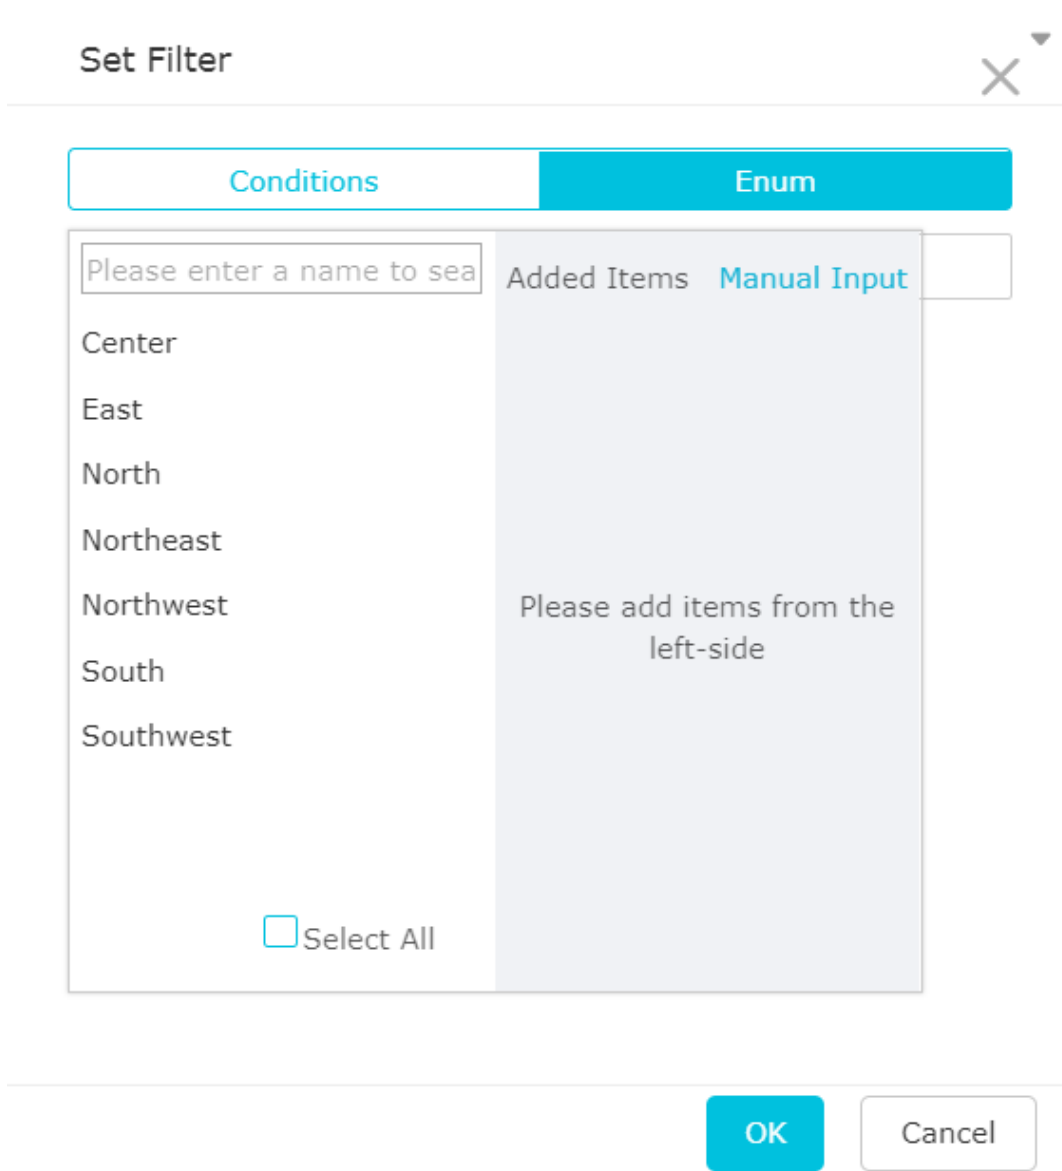 Set Filter
Conditions Enum
Please enter a name to sea
Added Items Manual Input
Center
East
North
Northeast
Northwest
South
Southwest
Please add items from the
left-side
Select All
OK Cancel